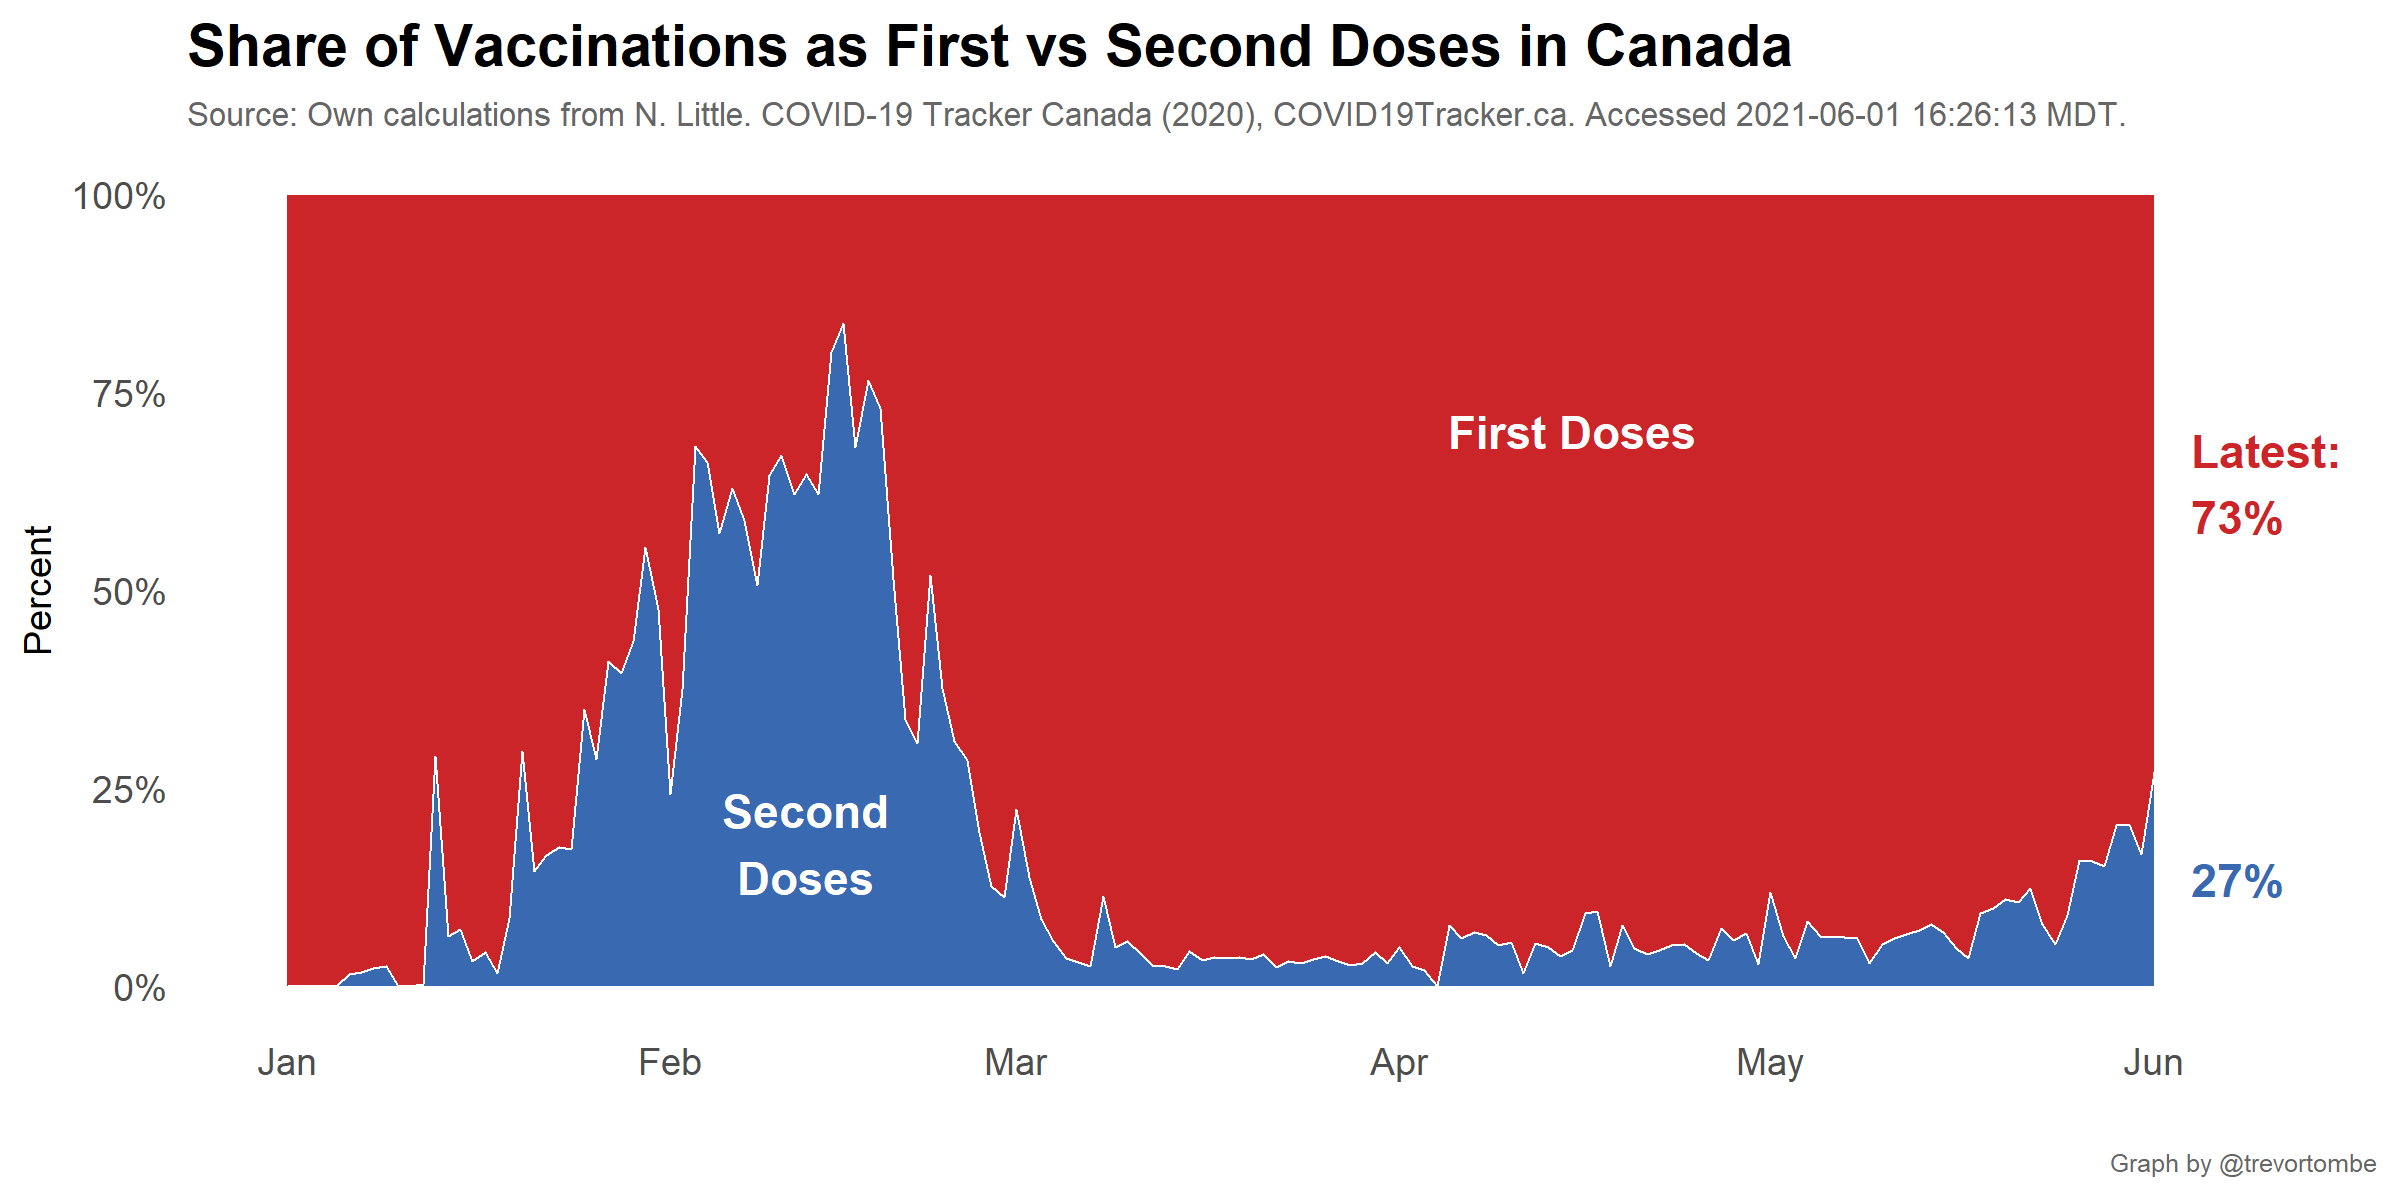 Share of Vaccinations as First vs Second Doses in Canada
Source: Own calculations from N. Little. COVID-19 Tracker Canada (2020), COVID19Tracker.ca. Accessed 2021-06-01 16:26:13 MDT.
Percent
100%
75%
50%
25%
0%
First Doses
Second
Doses
Latest:
73%
27%
Jan
Feb
Mar
Apr
May
Jun
Graph by @trevortombe